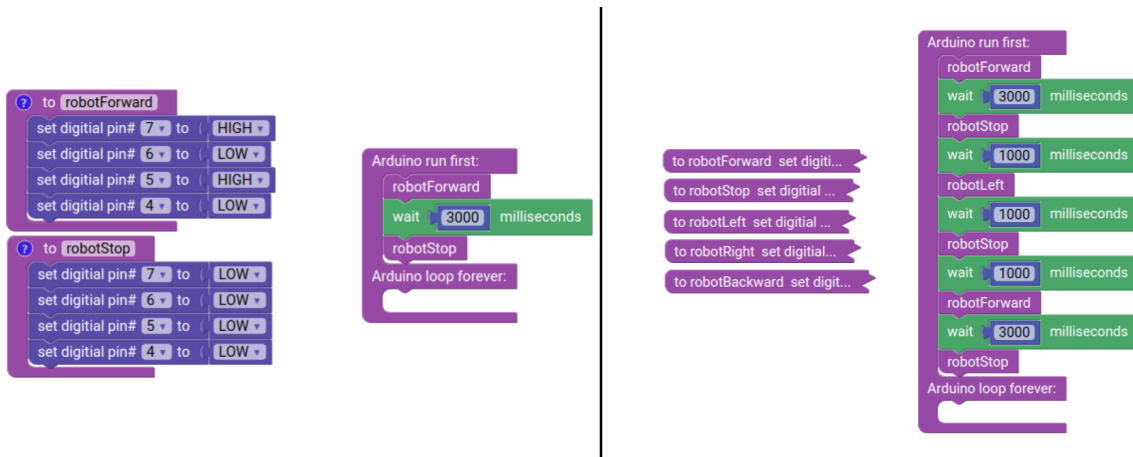 ? to robotForward
set digitial pin# 7 to HIGH
set digitial pin# 6 to LOW
set digitial pin# 5 to HIGH
set digitial pin# 4 to LOW
? to robotStop
set digitial pin# 7 to LOW
set digitial pin# 6 to LOW
set digitial pin# 5 to LOW
set digitial pin# 4 to LOW
Arduino run first:
robotForward
wait 3000 milliseconds
robotStop
Arduino loop forever:
to robotForward set digiti...
to robotStop set digitial ...
to robotLeft set digitial ...
to robotRight set digitial...
to robotBackward set digit...
Arduino run first:
robotForward
wait 3000 milliseconds
robotStop
wait 1000 milliseconds
robotLeft
wait 1000 milliseconds
robotStop
wait 1000 milliseconds
robotForward
wait 3000 milliseconds
robotStop
Arduino loop forever: